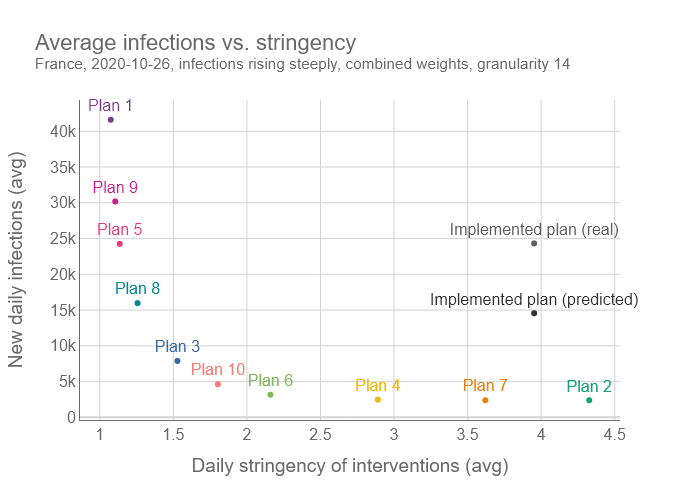 Average infections vs. stringency
France, 2020-10-26, infections rising steeply, combined weights, granularity 14
New daily infections (avg)
40k
35k
30k
25k
20k
15k
10k
5k
0
Plan 1
Plan 9
Plan 5
Implemented plan (real)
Plan 8
Implemented plan (predicted)
Plan 3
Plan 10
Plan 6
Plan 4
Plan 7
Plan 2
1
1.5
2
2.5
3
3.5
4
4.5
Daily stringency of interventions (avg)